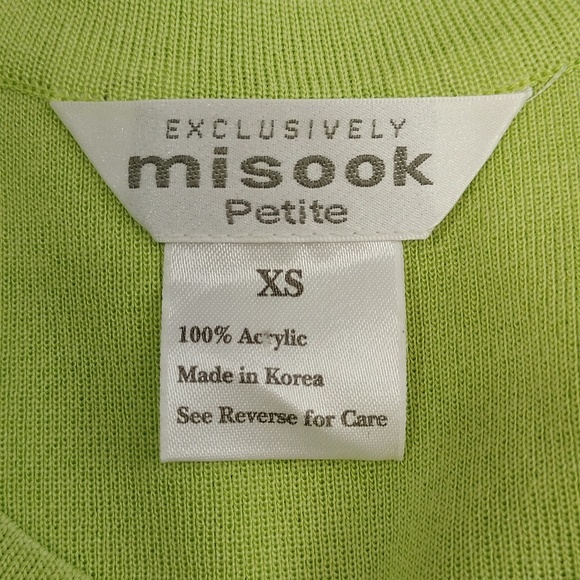 EXCLUSIVELY
misook
Petite
XS
100% Acrylic
Made in Korea
See Reverse for Care